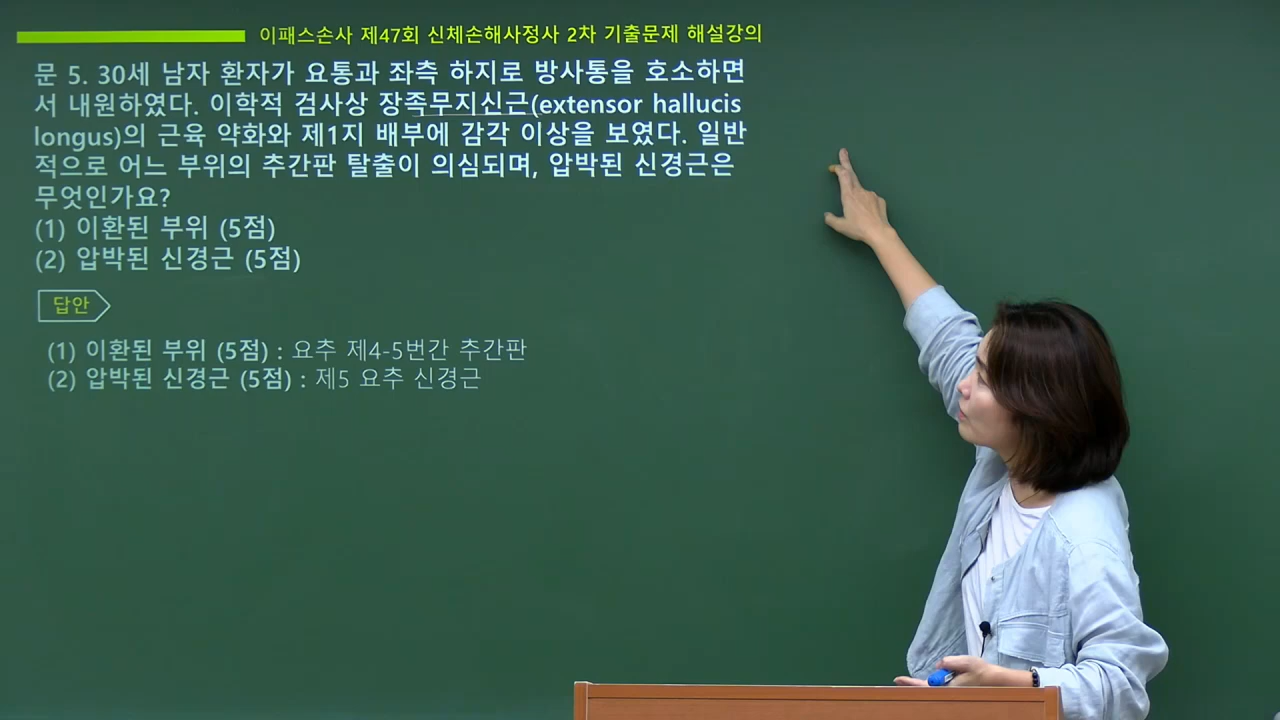 이패스손사 제47회 신체손해사정사 2차 기출문제 해설강의
문 5. 30세 남자 환자가 요통과 좌측 하지로 방사통을 호소하면
서 내원하였다. 이학적 검사상 장족무지신근(extensor hallucis
longus)의 근육 약화와 제1지 배부에 감각 이상을 보였다. 일반
적으로 어느 부위의 추간판 탈출이 의심되며, 압박된 신경근은
무엇인가요?
(1) 이환된 부위 (5점)
(2) 압박된 신경근 (5점)
답안
(1) 이환된 부위 (5점) : 요추 제4-5번간 추간판
(2) 압박된 신경근 (5점) : 제5 요추 신경근